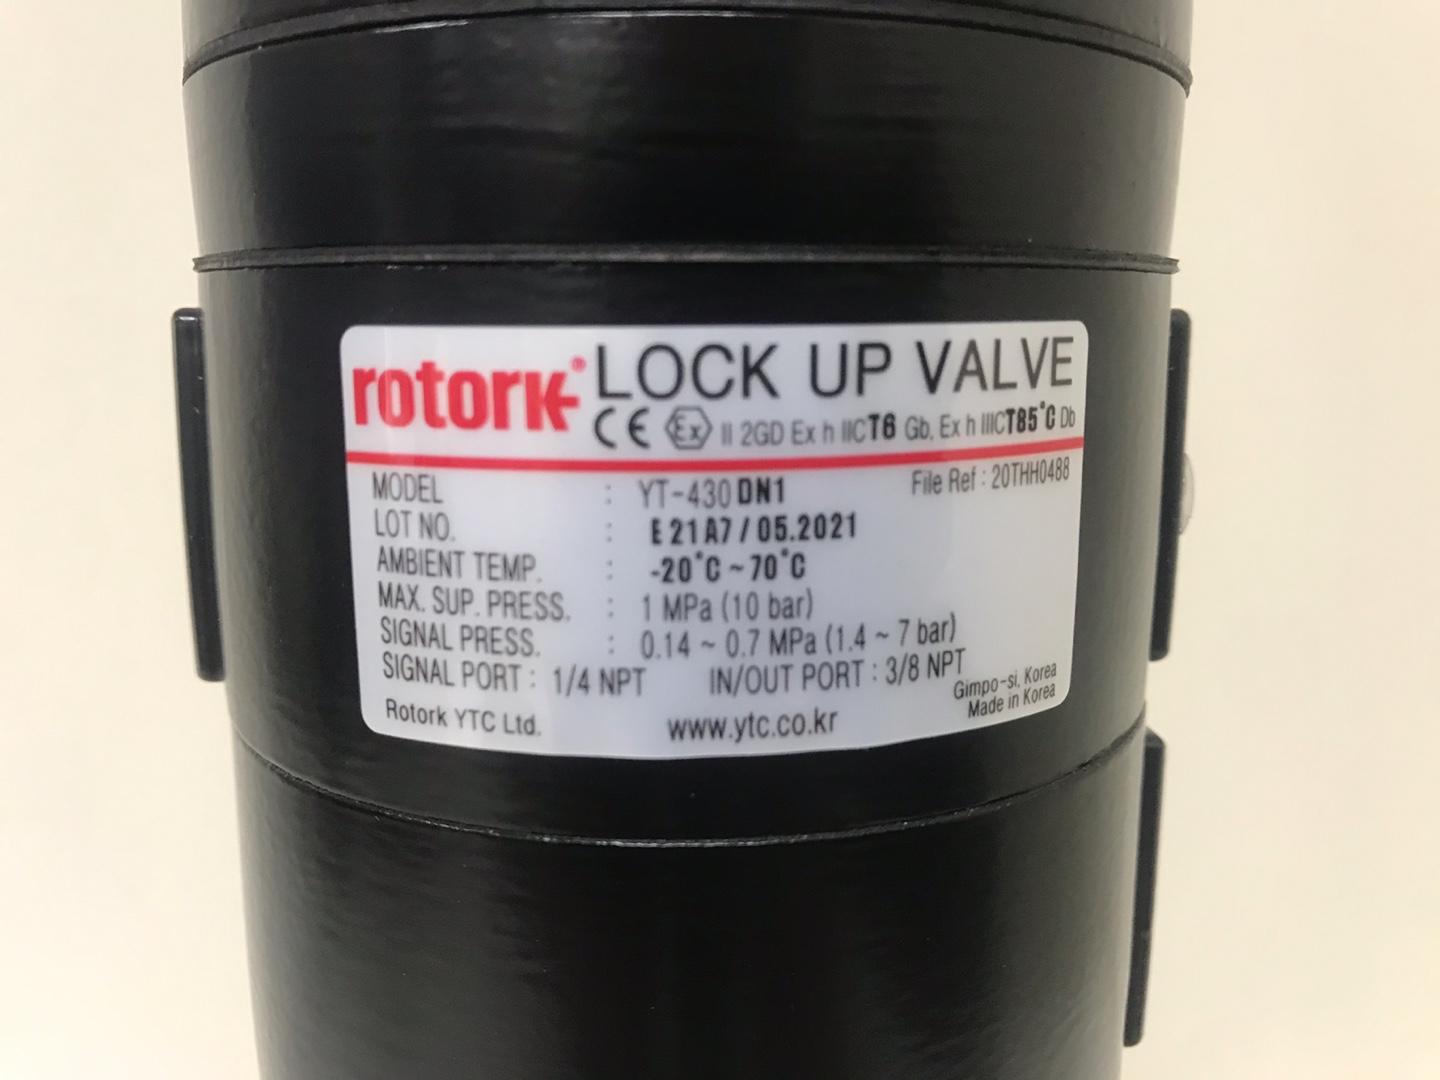 rotork® LOCK UP VALVE
CE Ex II 2GD Ex h IICT6 Gb, Ex h IIICT85°C Db
File Ref : 20THH0488
MODEL : YT-430DN1
LOT NO. : E21A7/05.2021
AMBIENT TEMP. : -20°C ~ 70°C
MAX. SUP. PRESS. : 1 MPa (10 bar)
SIGNAL PRESS. : 0.14 ~ 0.7 MPa (1.4 ~ 7 bar)
SIGNAL PORT : 1/4 NPT IN/OUT PORT : 3/8 NPT
Gimpo-si, Korea
Rotork YTC Ltd. www.ytc.co.kr Made in Korea